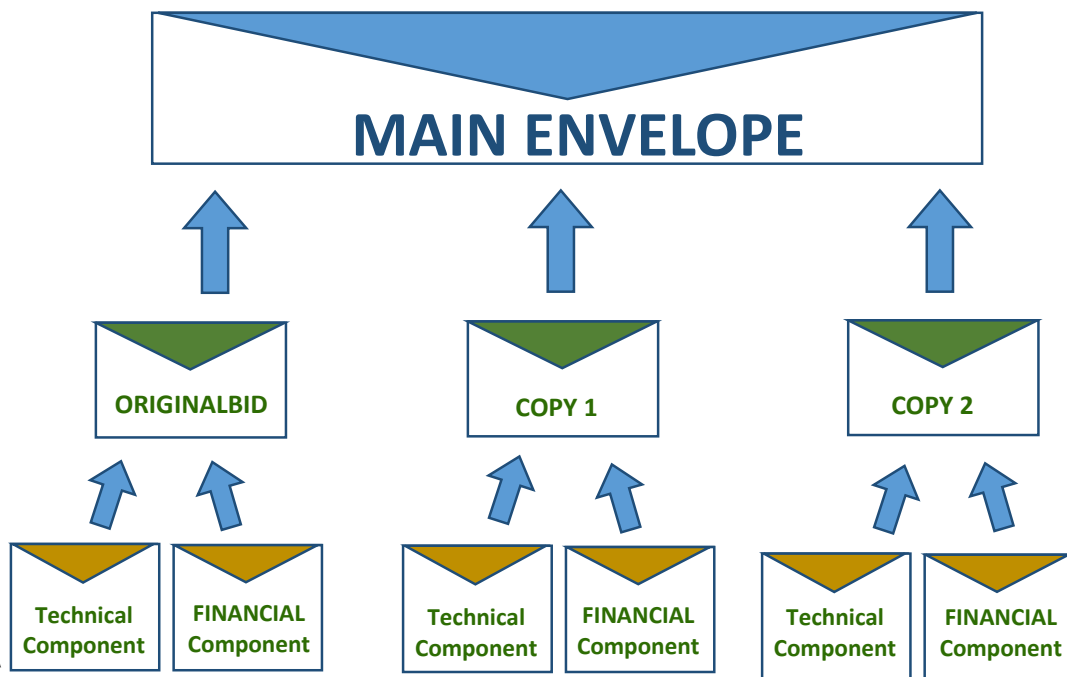 MAIN ENVELOPE
ORIGINALBID
COPY 1
COPY 2
Technical
Component
FINANCIAL
Component
Technical
Component
FINANCIAL
Component
Technical
Component
FINANCIAL
Component